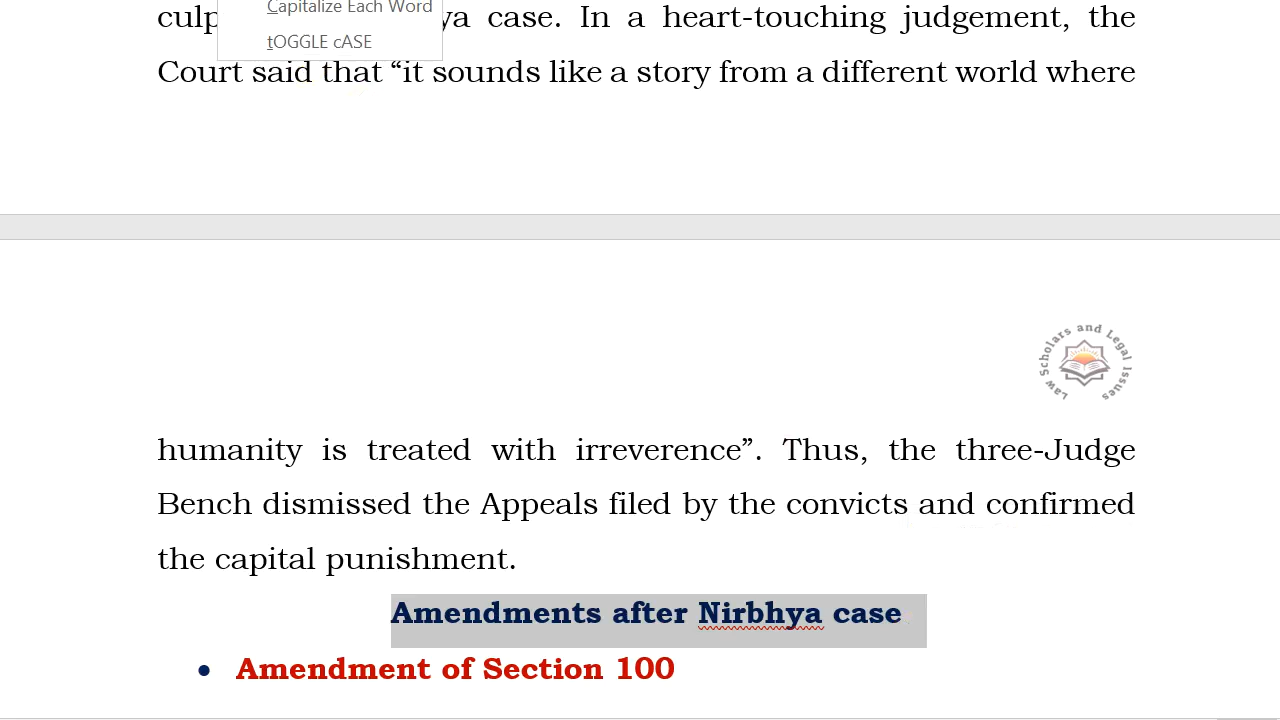 Capitalize Each Word
tOGGLE cASE
case. In a heart-touching judgement, the
Court said that “it sounds like a story from a different world where
Law Scholars and Legal Issues
humanity is treated with irreverence”. Thus, the three-Judge
Bench dismissed the Appeals filed by the convicts and confirmed
the capital punishment.
Amendments after Nirbhya case
• Amendment of Section 100